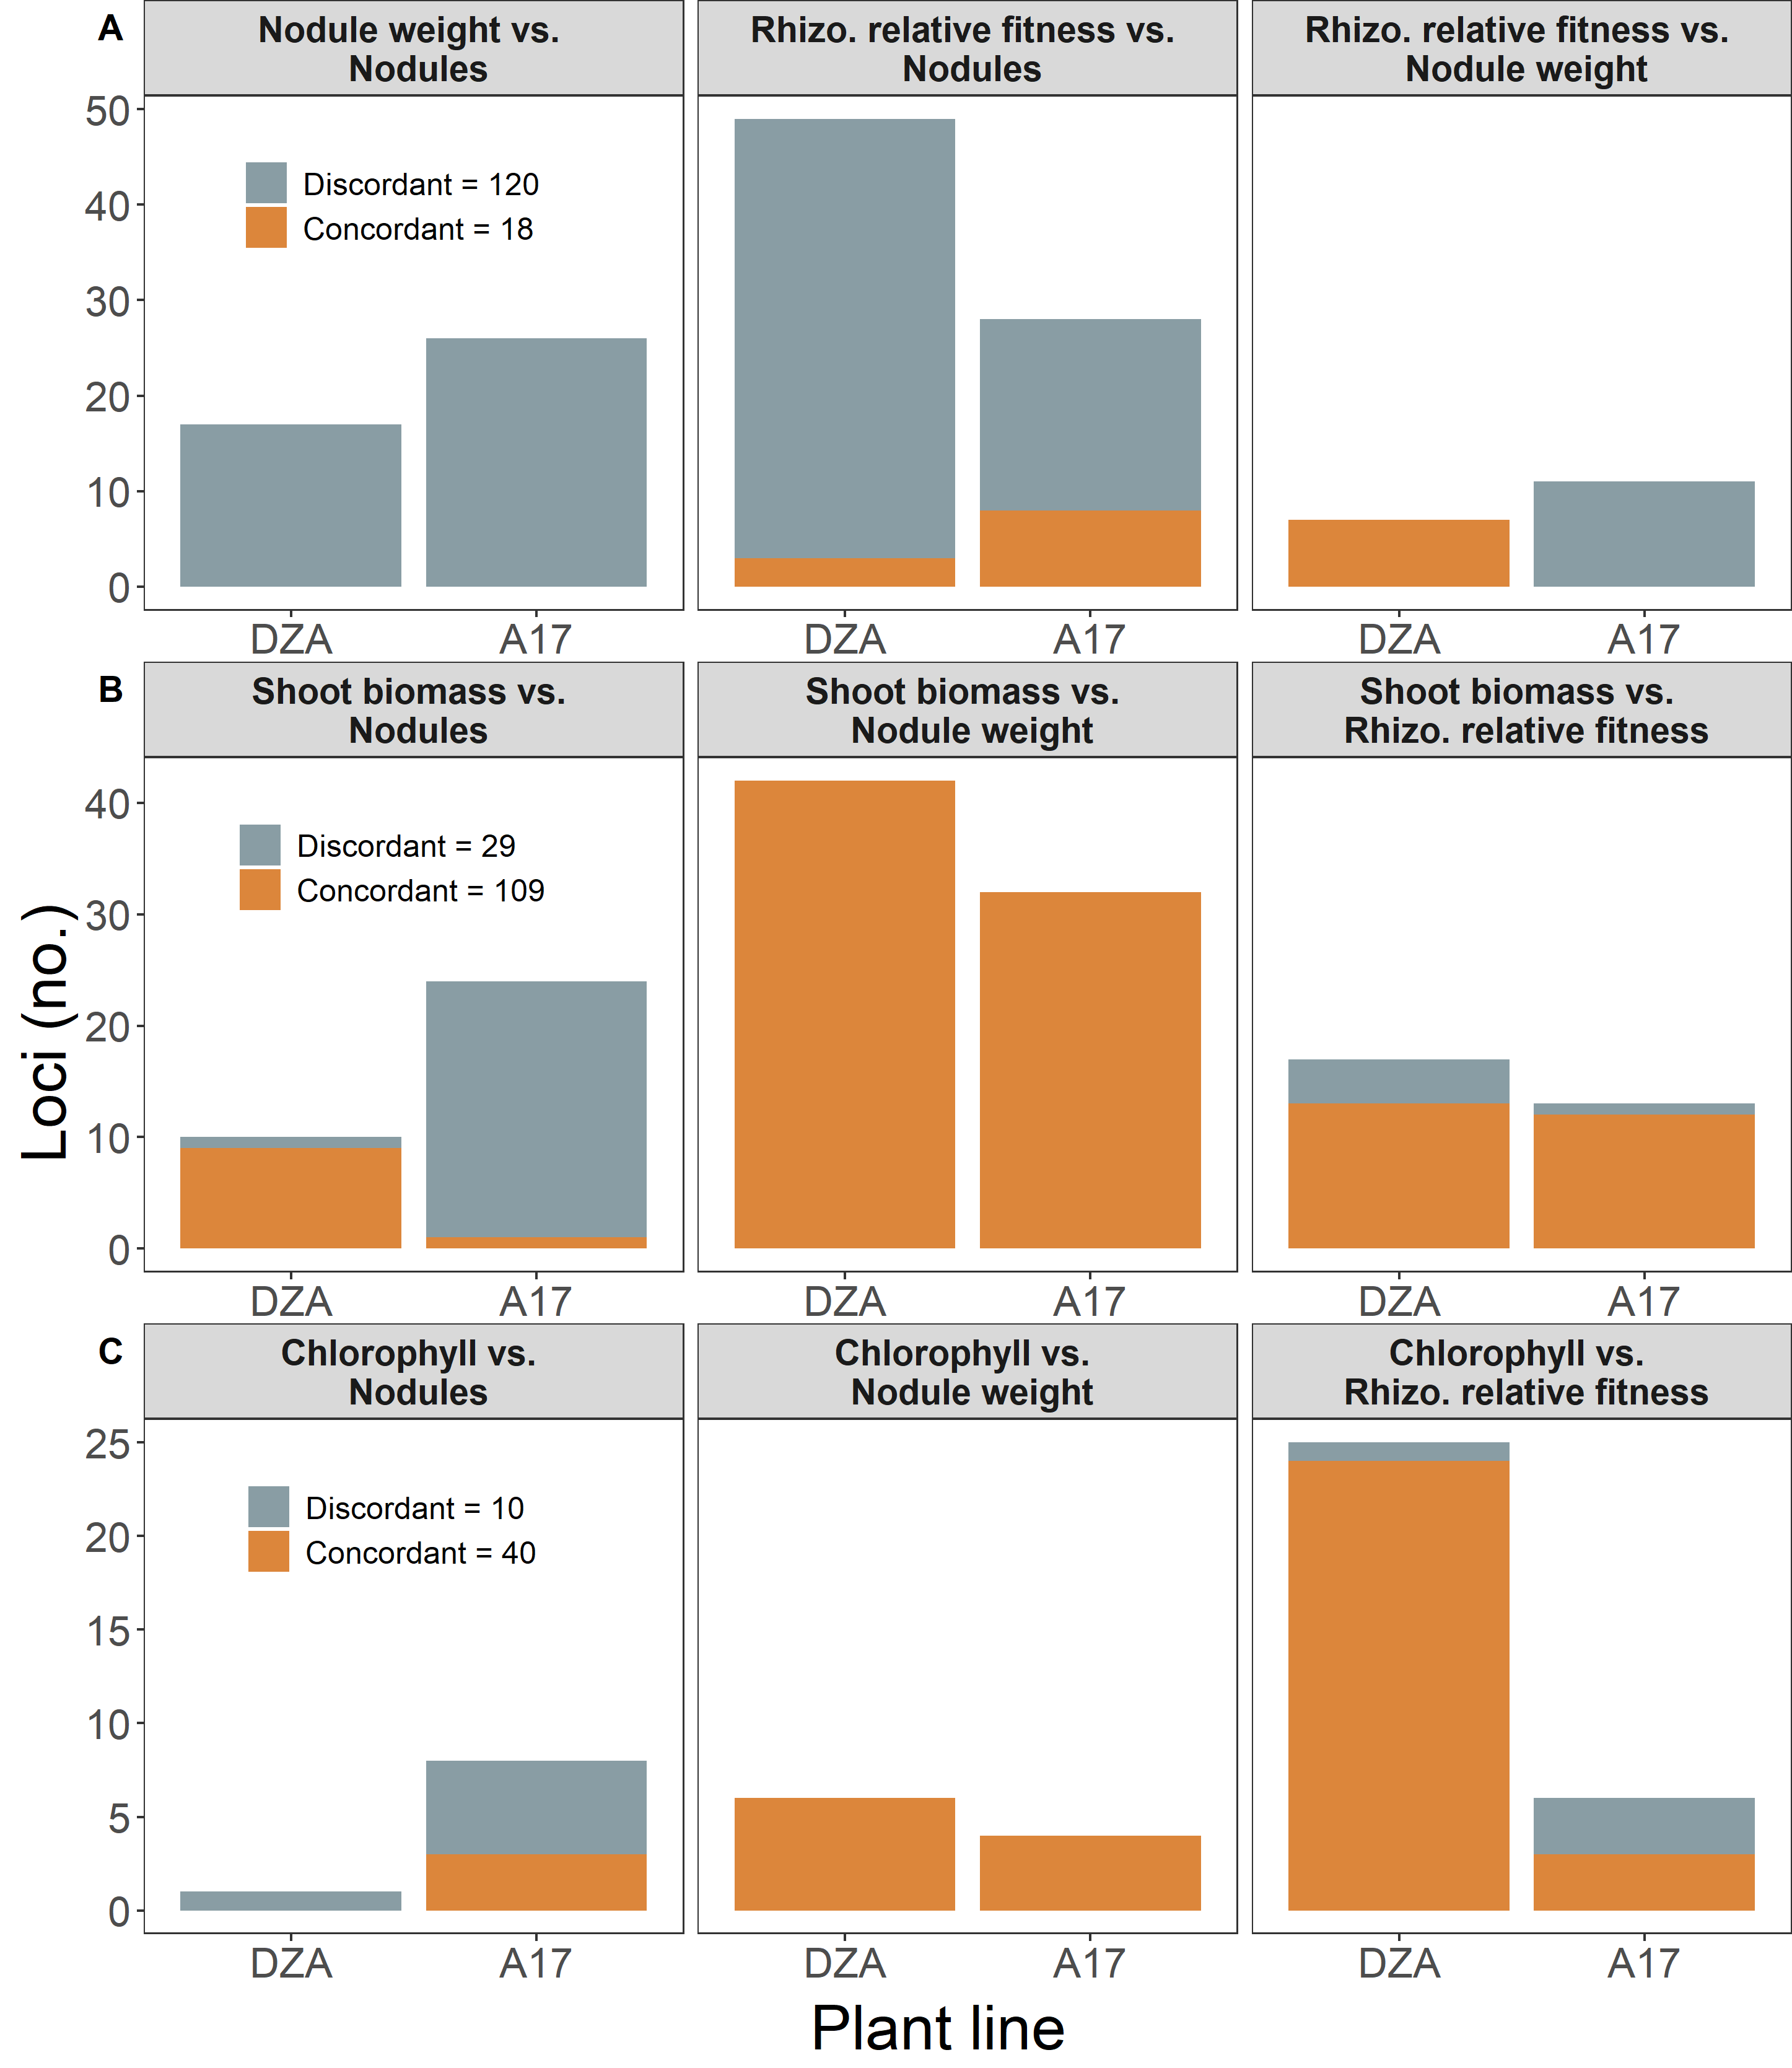 A
Nodule weight vs.
Nodules
Rhizo. relative fitness vs.
Nodules
Rhizo. relative fitness vs.
Nodule weight
50
40
30
20
10
0
Discordant = 120
Concordant = 18
DZA
A17
DZA
A17
DZA
A17
B
Shoot biomass vs.
Nodules
Shoot biomass vs.
Nodule weight
Shoot biomass vs.
Rhizo. relative fitness
Loci (no.)
40
30
20
10
0
Discordant = 29
Concordant = 109
DZA
A17
DZA
A17
DZA
A17
C
Chlorophyll vs.
Nodules
Chlorophyll vs.
Nodule weight
Chlorophyll vs.
Rhizo. relative fitness
25
20
15
10
5
0
Discordant = 10
Concordant = 40
DZA
A17
DZA
A17
DZA
A17
Plant line